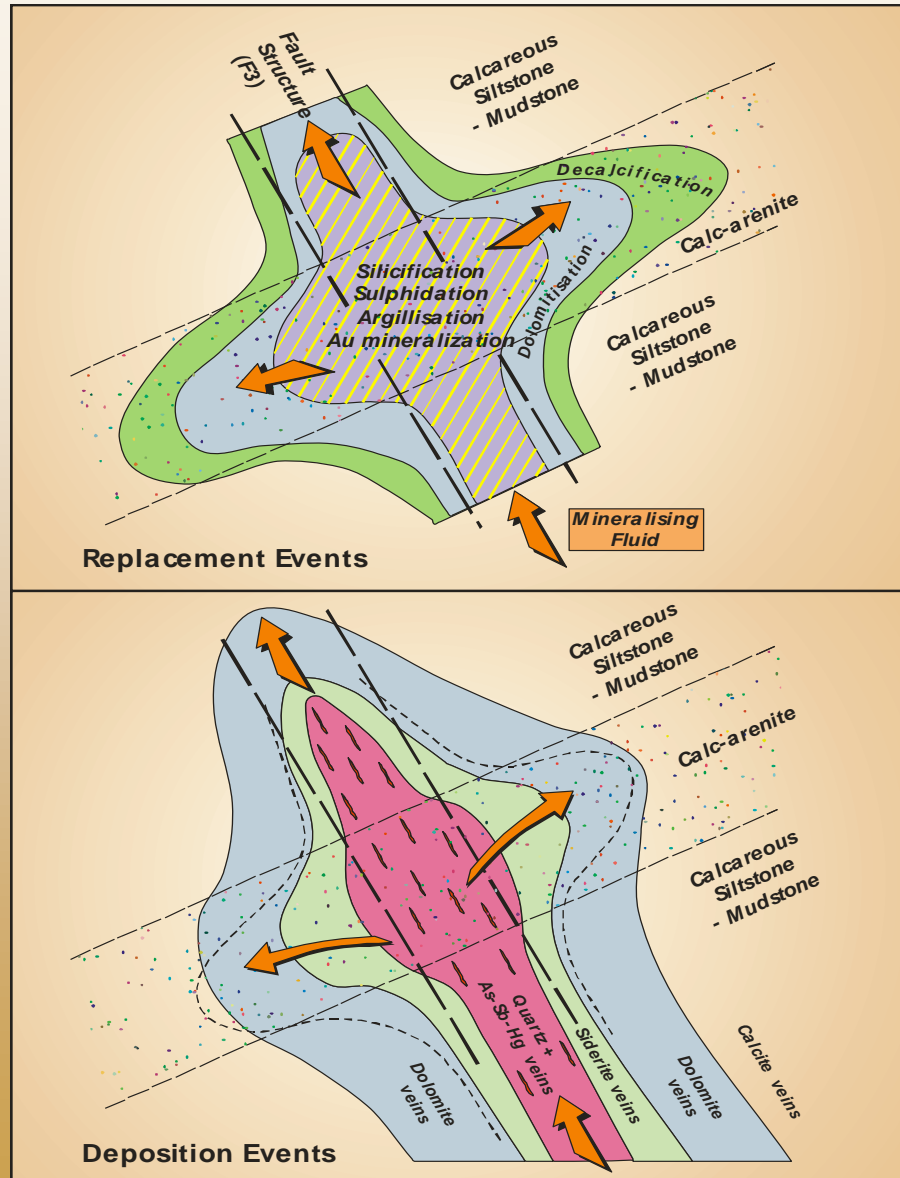 Fault
Structure
(F3)
Calcareous
Siltstone
- Mudstone
Decalcification
Calc-arenite
Silicification
Sulphidation
Argillisation
Au mineralization
Dolomitisation
Calcareous
Siltstone
- Mudstone
Mineralising
Fluid
Replacement Events
Calcareous
Siltstone
- Mudstone
Calc-arenite
Calcareous
Siltstone
- Mudstone
Quartz +
As-Sb-Hg veins
Siderite veins
Dolomite
veins
Dolomite
veins
Calcite veins
Deposition Events